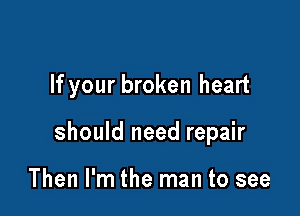 If your broken heart
should need repair
Then I'm the man to see